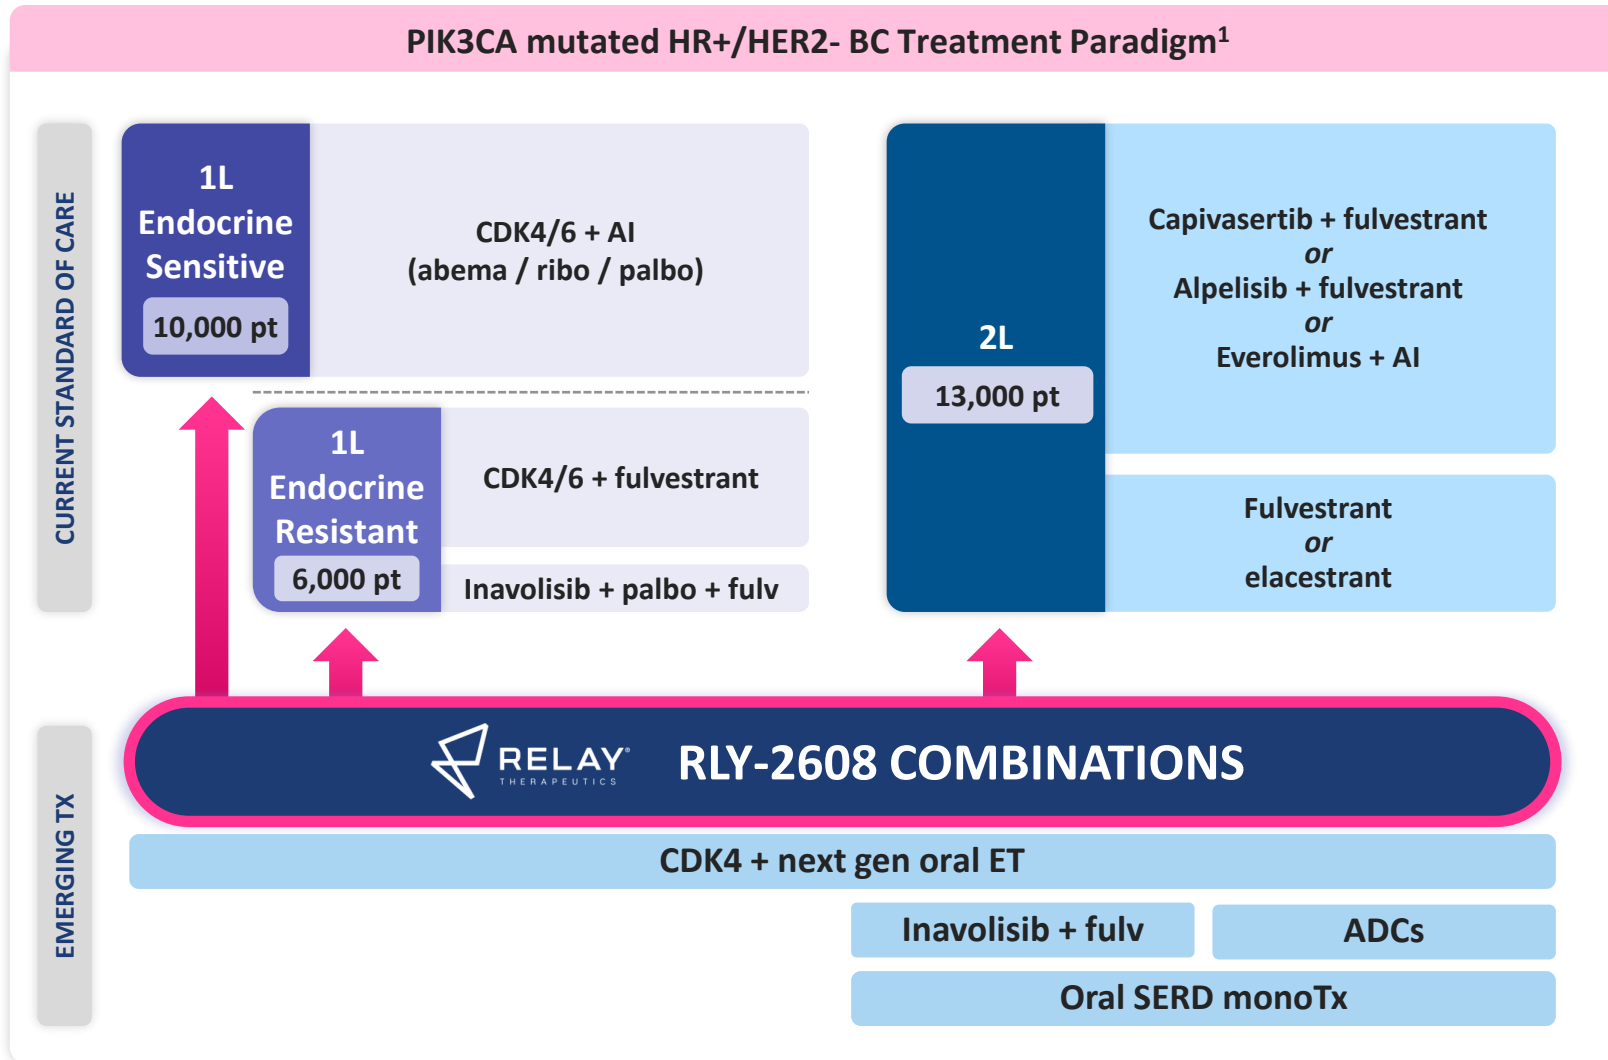 PIK3CA mutated HR+/HER2- BC Treatment Paradigm¹
CURRENT STANDARD OF CARE
1L
Endocrine
Sensitive
10,000 pt
CDK4/6 + AI
(abema / ribo / palbo)
1L
Endocrine
Resistant
6,000 pt
CDK4/6 + fulvestrant
Inavolisib + palbo + fulv
2L
13,000 pt
Capivasertib + fulvestrant
or
Alpelisib + fulvestrant
or
Everolimus + AI
Fulvestrant
or
elacestrant
EMERGING TX
RELAY®
THERAPEUTICS
RLY-2608 COMBINATIONS
CDK4 + next gen oral ET
Inavolisib + fulv
ADCs
Oral SERD monoTx